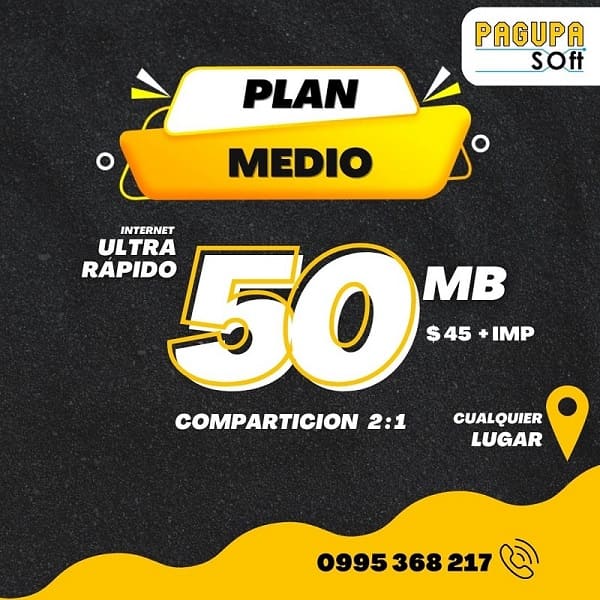 PAGUPA
SOft
PLAN
MEDIO
INTERNET
ULTRA
RÁPIDO
50
MB
$ 45 + IMP
COMPARTICION 2:1
CUALQUIER
LUGAR
0995 368 217